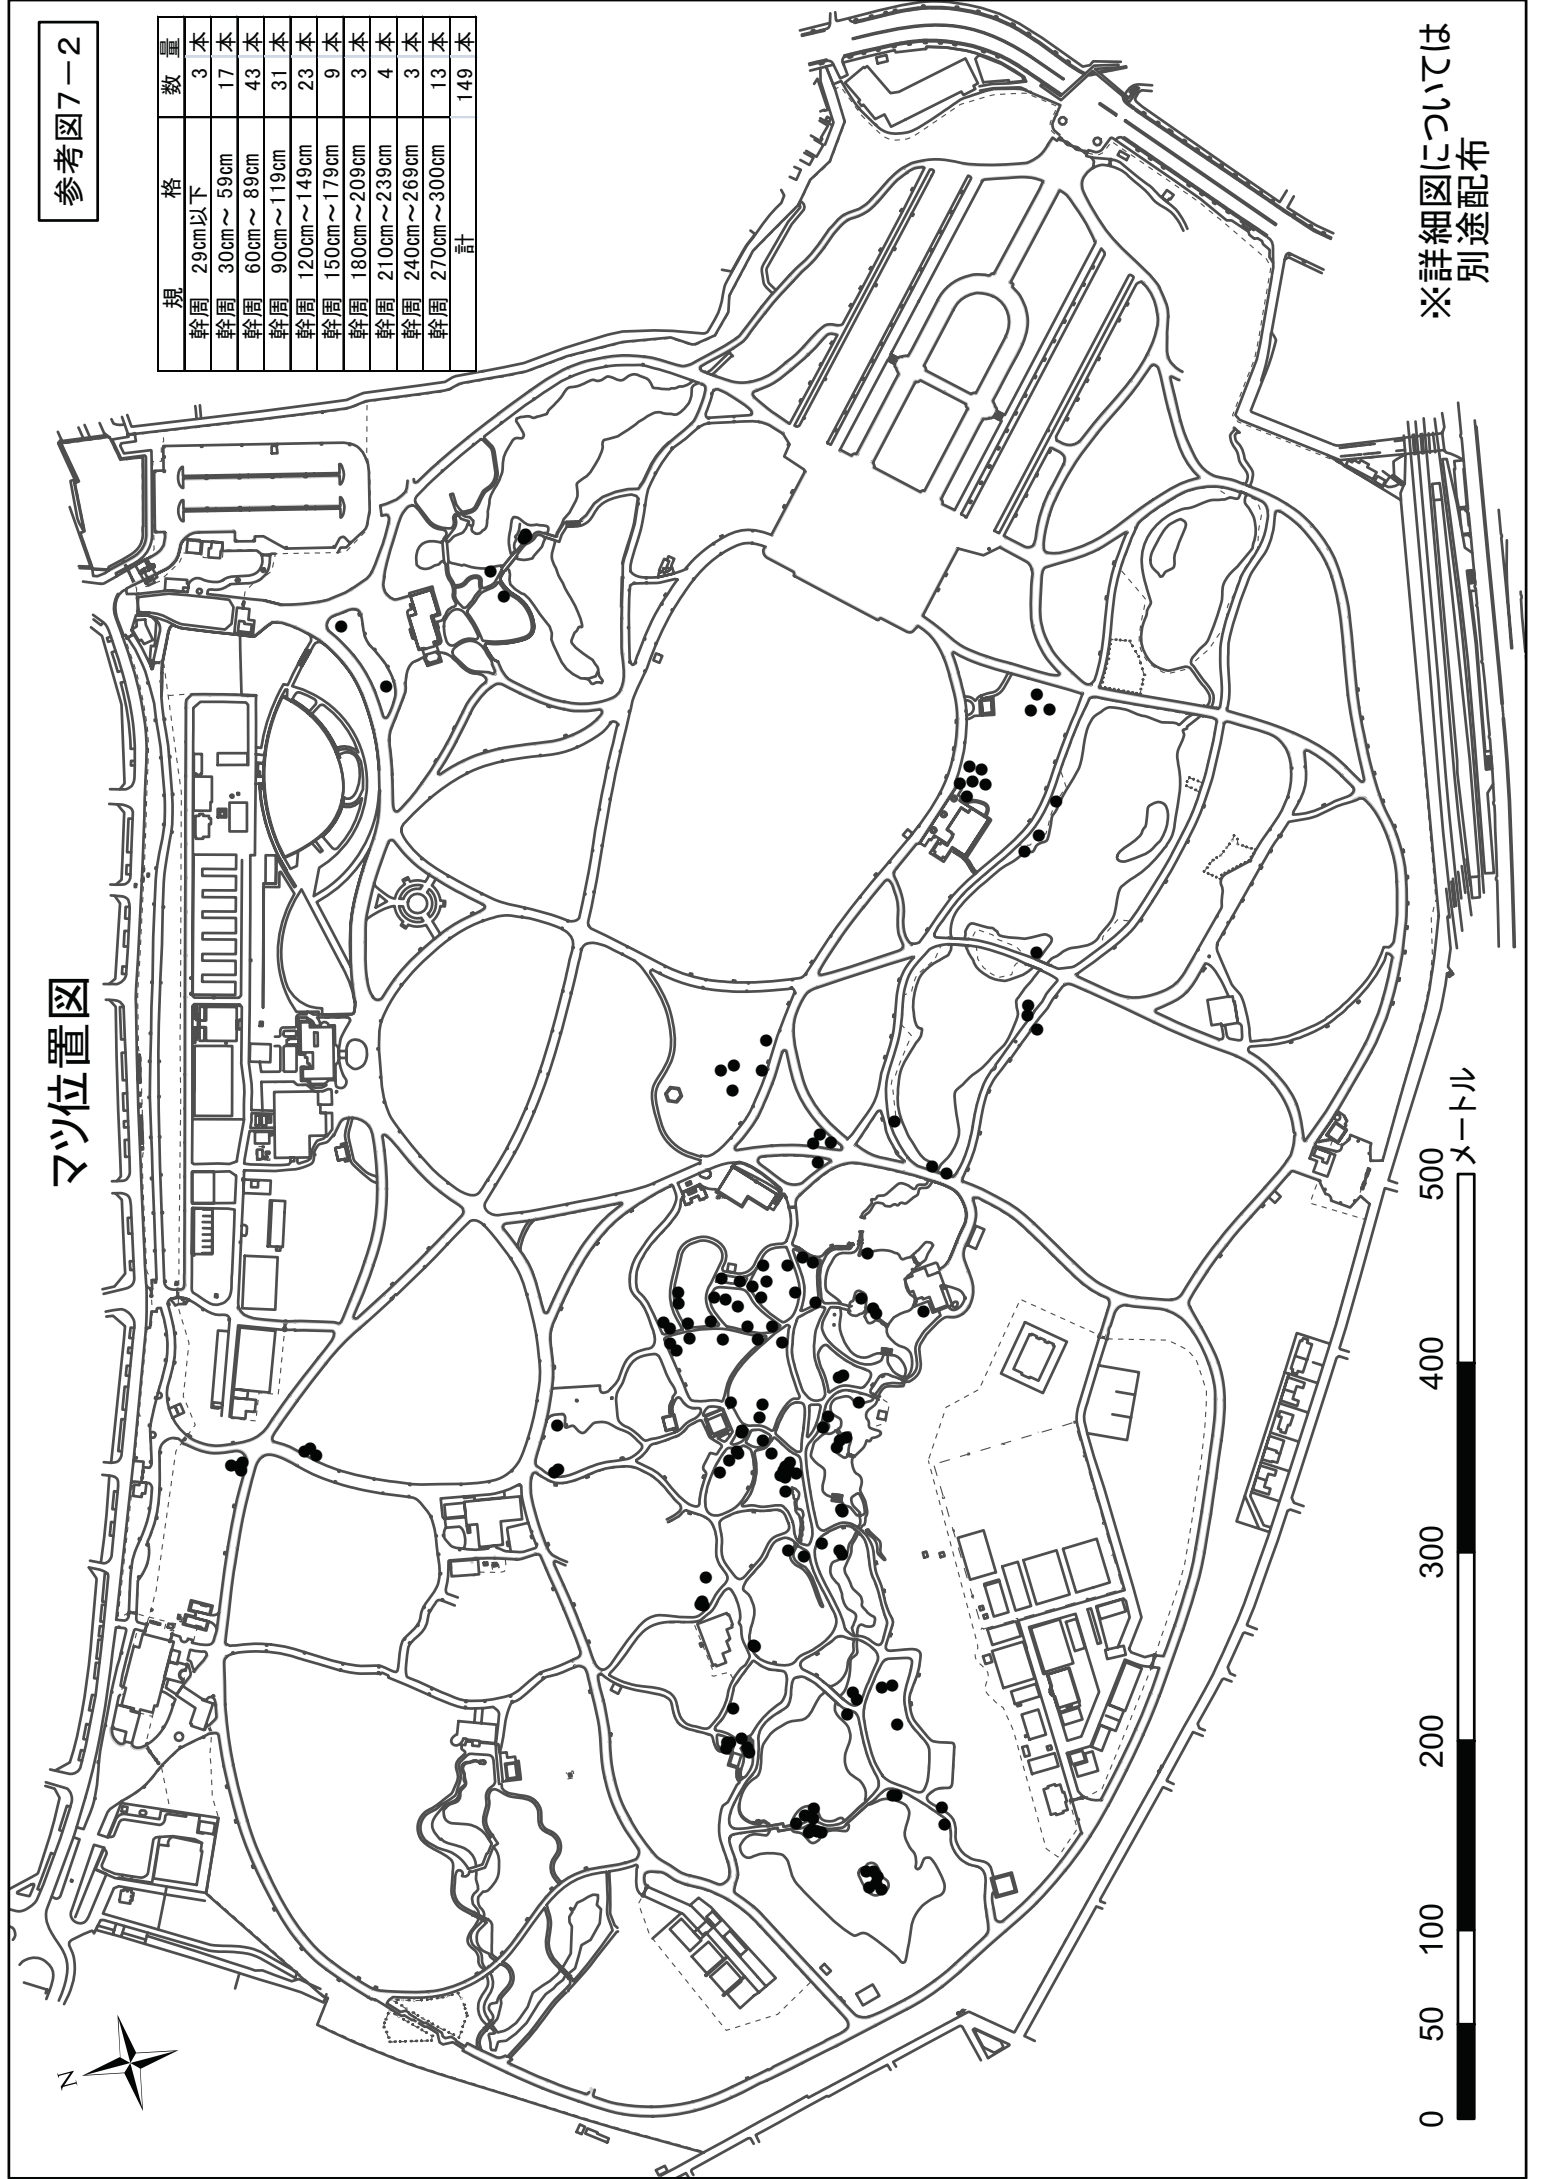 参考図7-2
マツ位置図
規 格 数 量
幹周 29cm以下 3 本
幹周 300cm~ 59cm 17 本
幹周 60cm~ 89cm 43 本
幹周 90cm~119cm 31 本
幹周 120cm~149cm 23 本
幹周 150cm~179cm 9 本
幹周 180cm~209cm 3 本
幹周 210cm~239cm 4 本
幹周 240cm~269cm 3 本
幹周 270cm~300cm 13 本
計 149 本
N
0 50 100 200 300 400 500
メートル
※詳細図については
別途配布